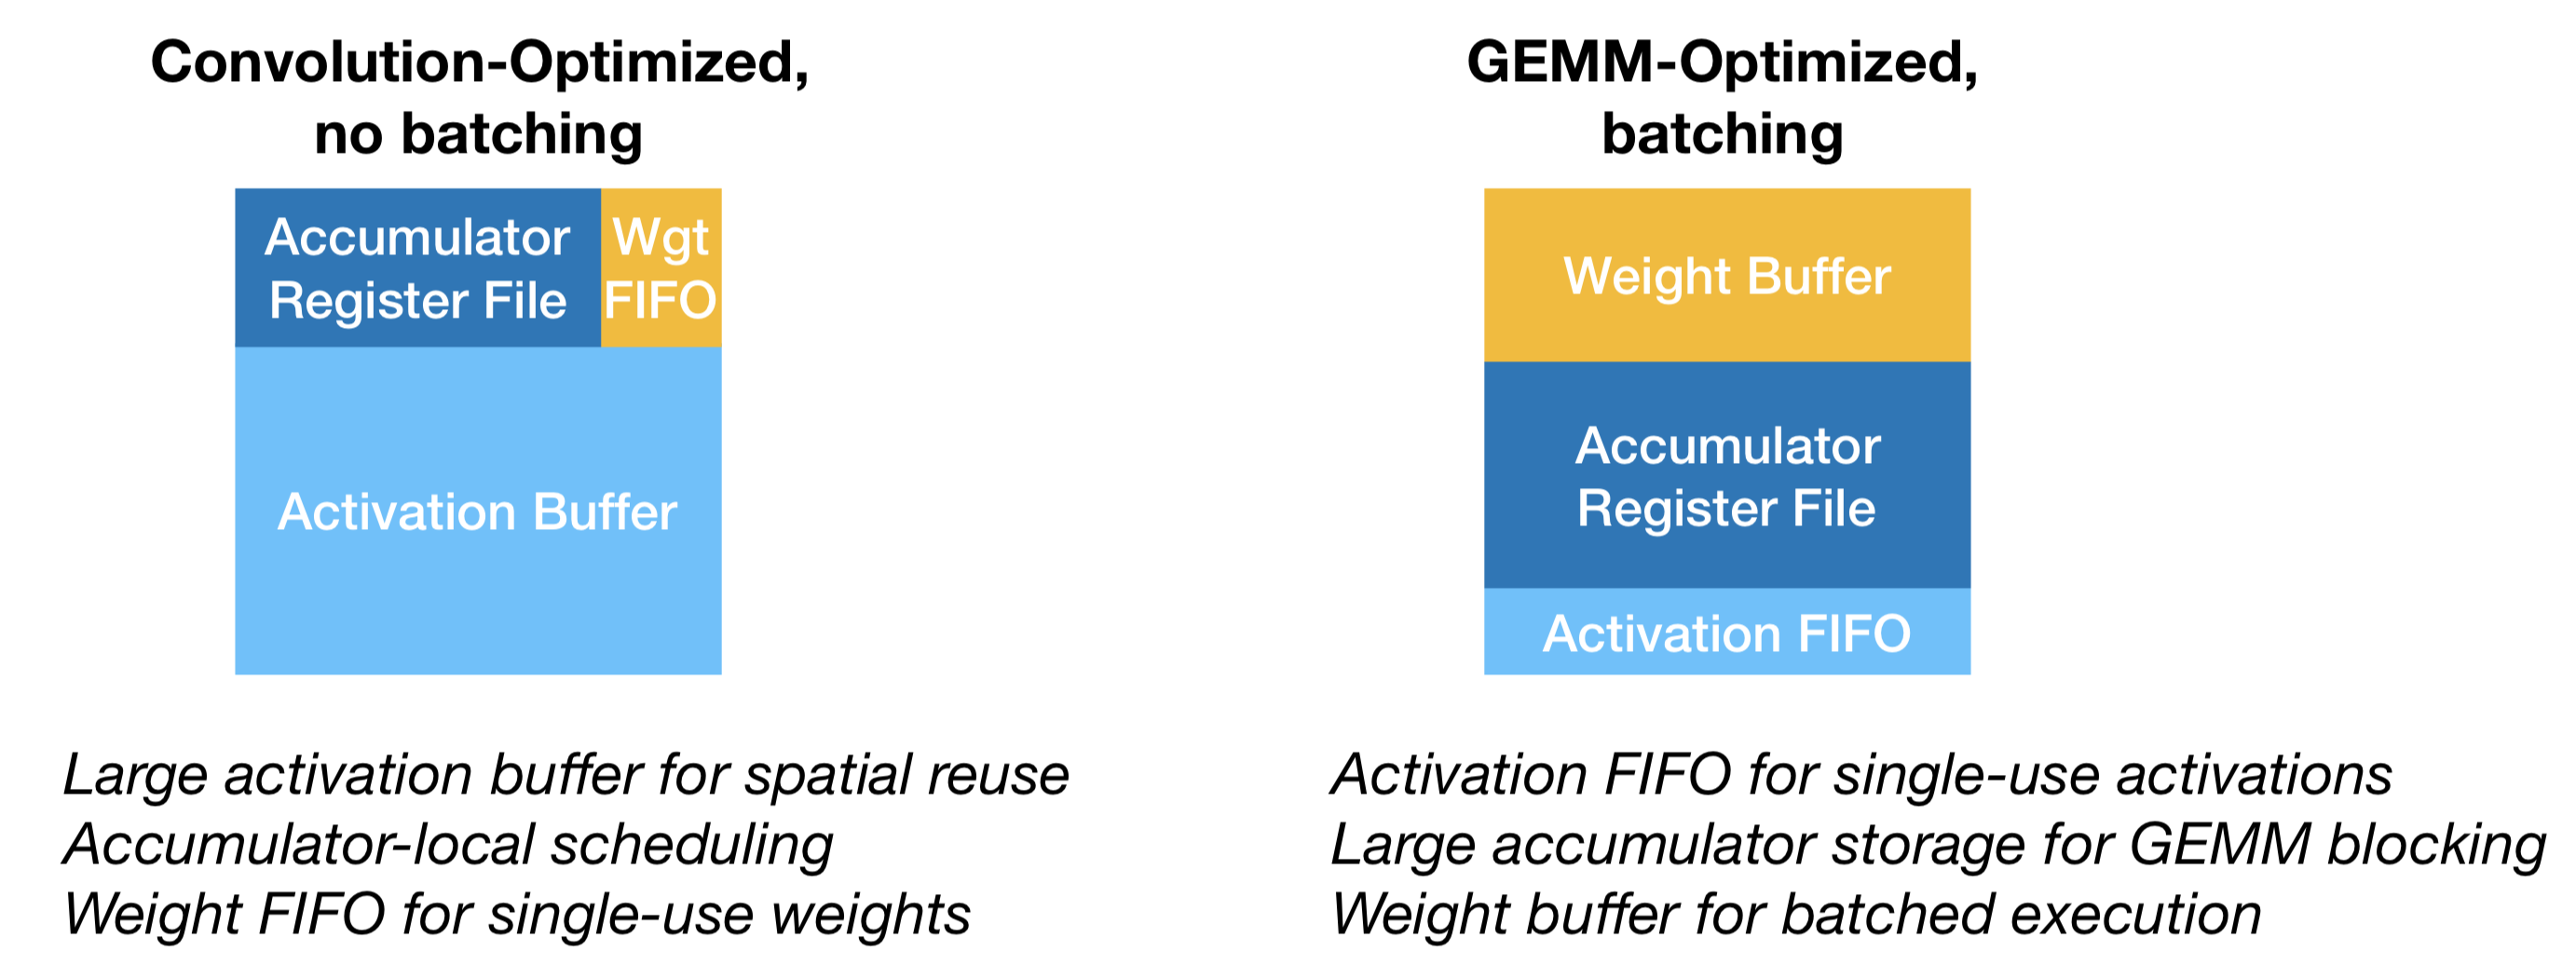 Convolution-Optimized,
no batching
Accumulator
Register File
Wgt
FIFO
Activation Buffer
Large activation buffer for spatial reuse
Accumulator-local scheduling
Weight FIFO for single-use weights
GEMM-Optimized,
batching
Weight Buffer
Accumulator
Register File
Activation FIFO
Activation FIFO for single-use activations
Large accumulator storage for GEMM blocking
Weight buffer for batched execution